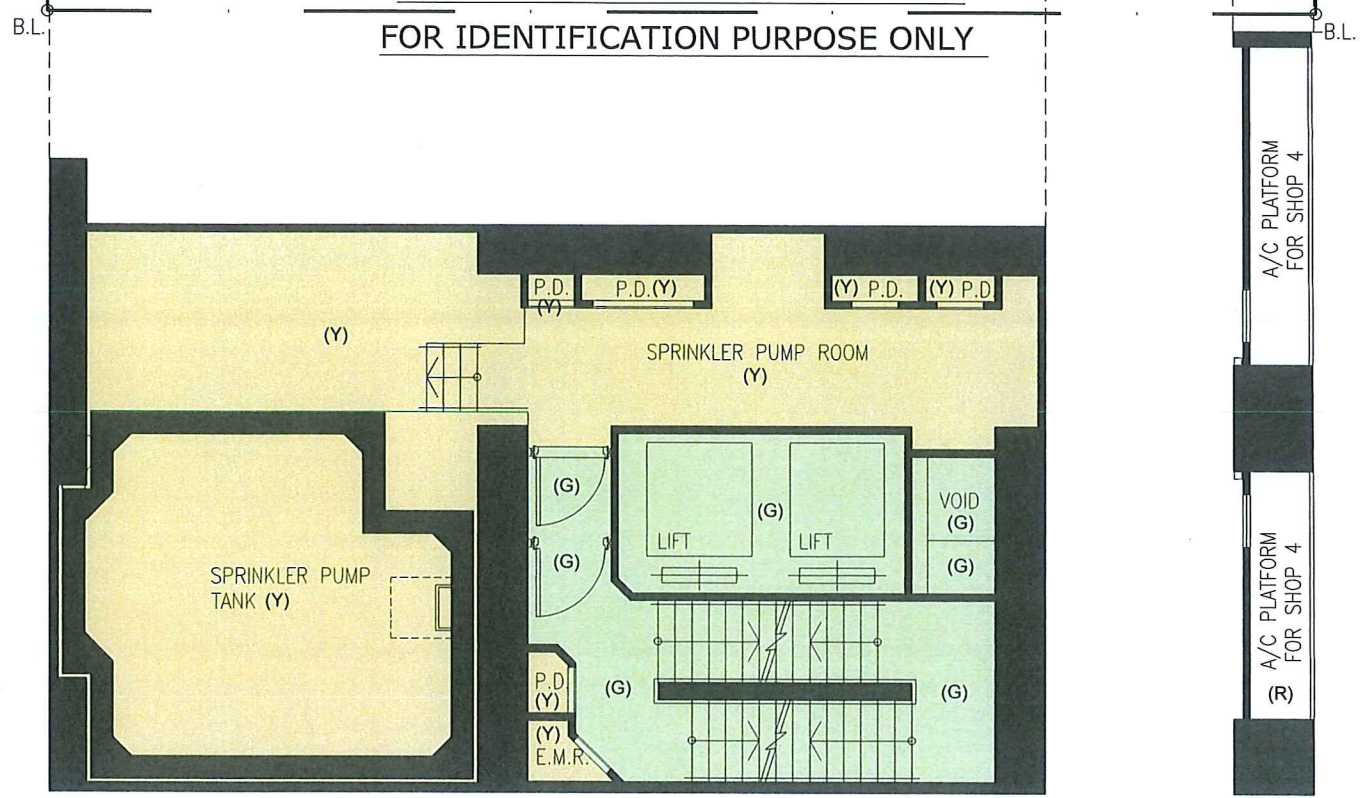 B.L.
B.L.
FOR IDENTIFICATION PURPOSE ONLY
A/C PLATFORM
FOR SHOP 4
P.D.
(Y)
P.D.(Y)
(Y) P.D.
(Y) P.D
(Y)
SPRINKLER PUMP ROOM
(Y)
(G)
(G)
(G)
LIFT
LIFT
VOID
(G)
(G)
SPRINKLER PUMP
TANK (Y)
A/C PLATFORM
FOR SHOP 4
(R)
P.D
(Y)
(G)
(G)
(Y)
E.M.R.